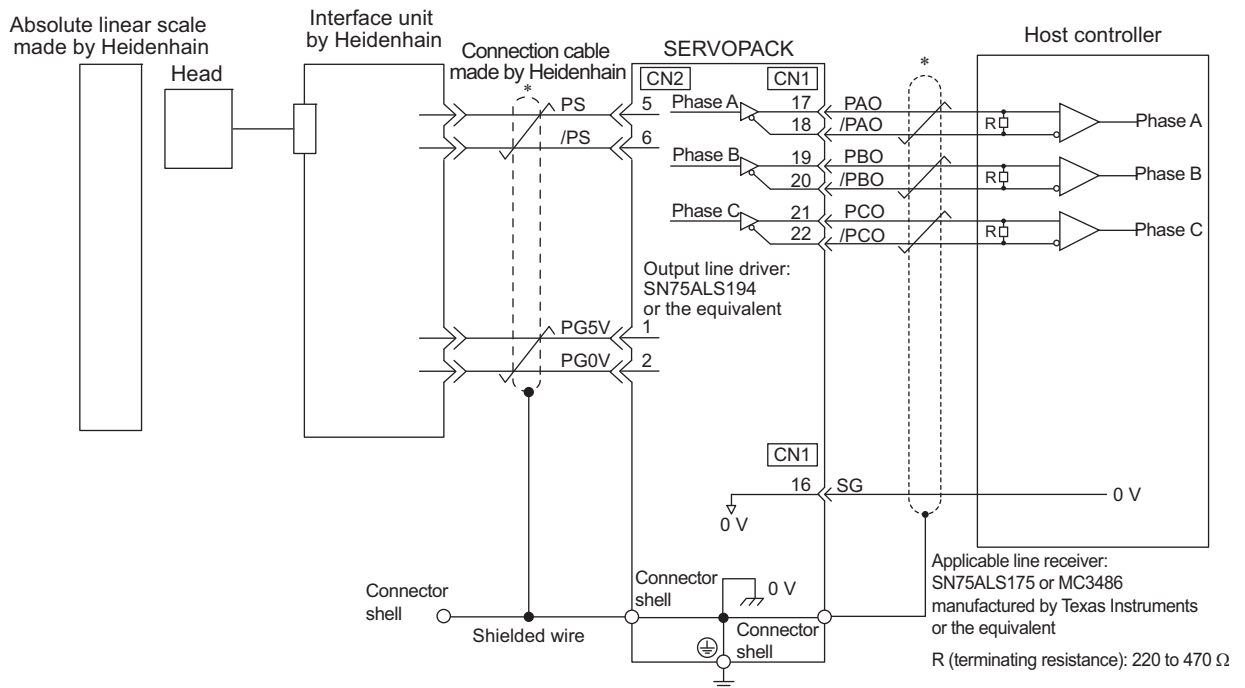 Absolute linear scale
made by Heidenhain
Head
Interface unit
by Heidenhain
Connection cable
made by Heidenhain
*
SERVOPACK
CN2
CN1
Host controller
*
PS
5
/PS
6
Phase A
17
PAO
18
/PAO
R
Phase A
Phase B
19
PBO
20
/PBO
R
Phase B
Phase C
21
PCO
22
/PCO
R
Phase C
Output line driver:
SN75ALS194
or the equivalent
PG5V
1
PG0V
2
CN1
16
SG
0 V
0 V
Connector
shell
Shielded wire
Connector
shell
0 V
Connector
shell
Applicable line receiver:
SN75ALS175 or MC3486
manufactured by Texas Instruments
or the equivalent
R (terminating resistance): 220 to 470 Ω